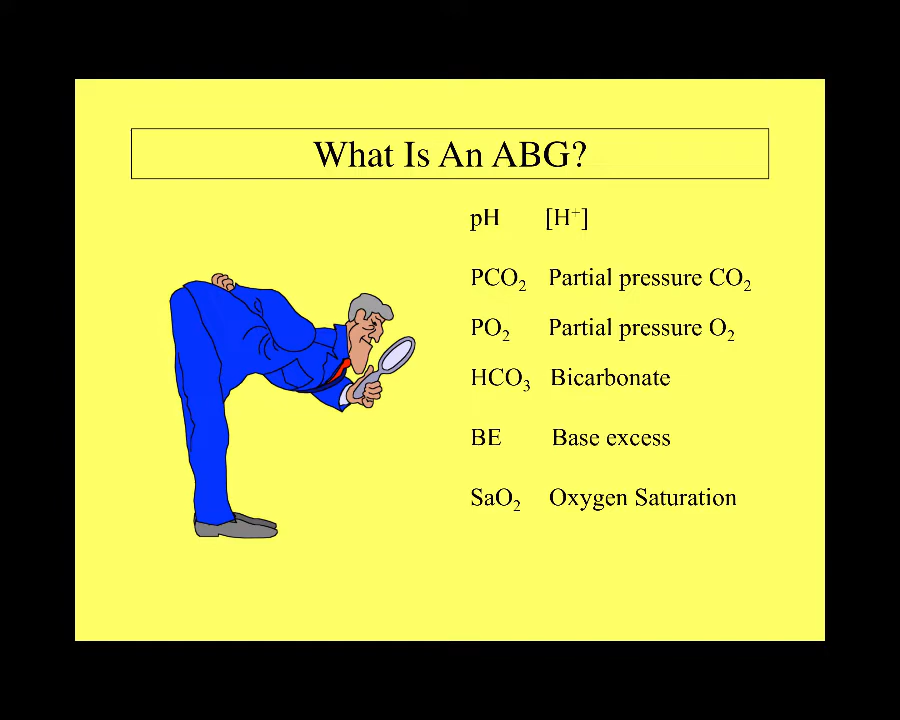 What Is An ABG?
pH [H⁺]
PCO₂ Partial pressure CO₂
PO₂ Partial pressure O₂
HCO₃ Bicarbonate
BE Base excess
SaO₂ Oxygen Saturation